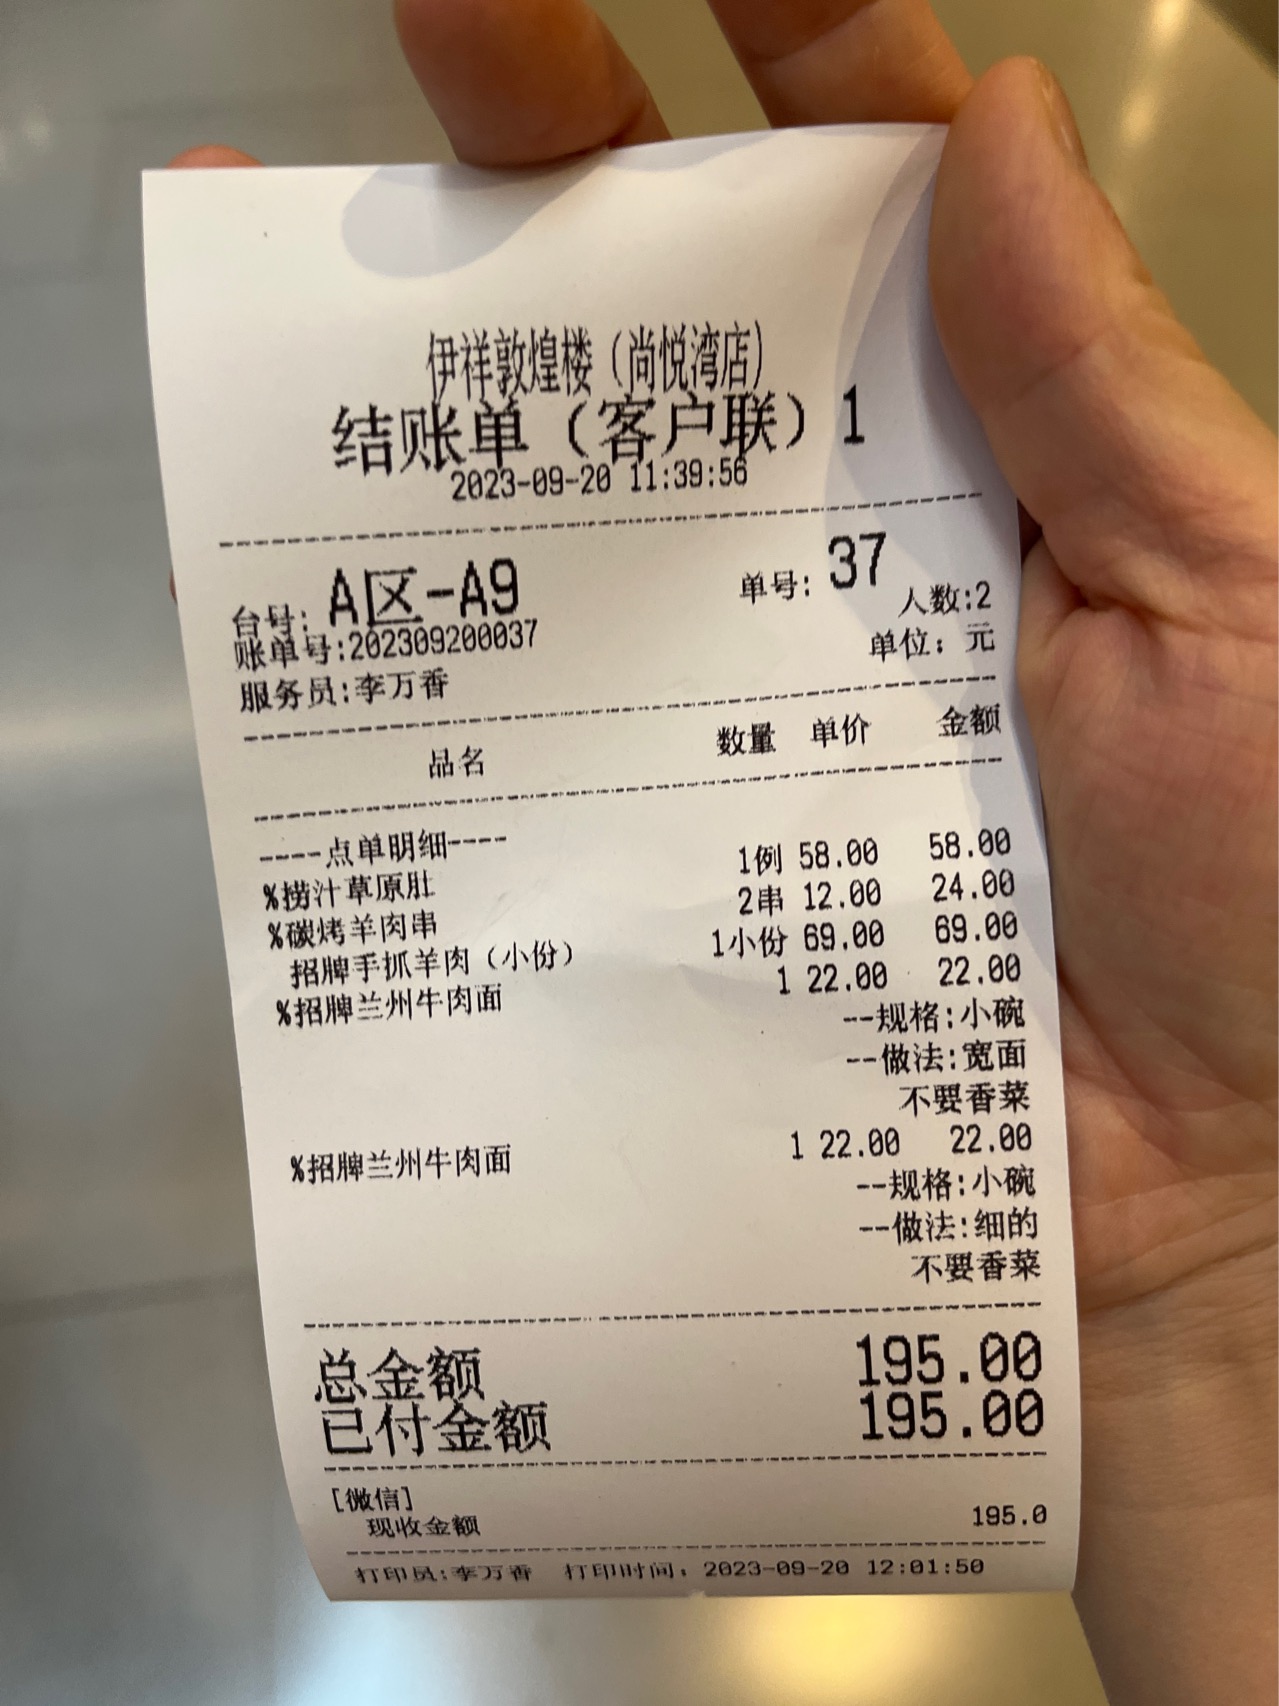 伊祥敦煌楼（尚悦湾店）
结账单（客户联）1
2023-09-20 11:39:56
台号: A区-A9 单号: 37
账单号:202309200037 人数:2
服务员:李万香 单位: 元
品名 数量 单价 金额
----点单明细----
%捞汁草原肚 1例 58.00 58.00
%碳烤羊肉串 2串 12.00 24.00
招牌手抓羊肉（小份） 1小份 69.00 69.00
%招牌兰州牛肉面 1 22.00 22.00
--规格:小碗
--做法:宽面
不要香菜
%招牌兰州牛肉面 1 22.00 22.00
--规格:小碗
--做法:细的
不要香菜
总金额 195.00
已付金额 195.00
[微信]
现收金额 195.0
打印员:李万香 打印时间: 2023-09-20 12:01:50